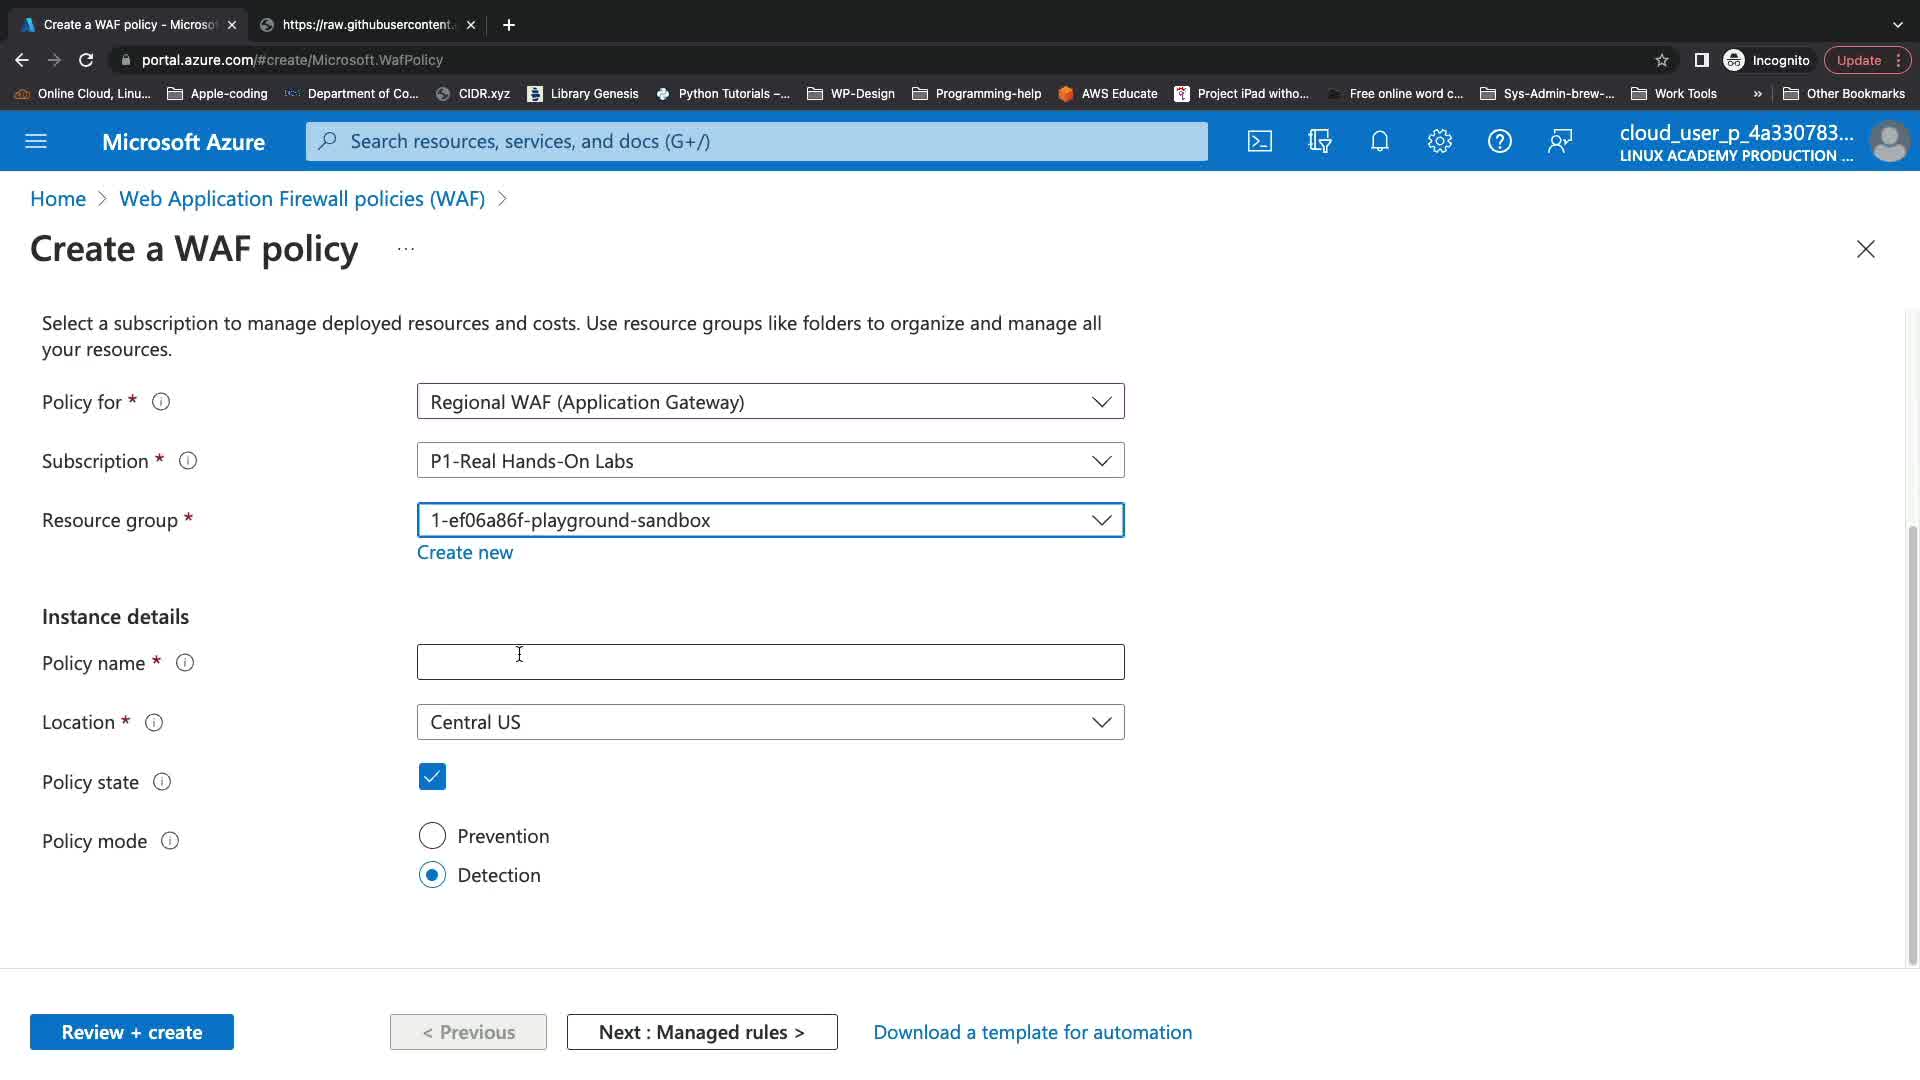 Create a WAF policy - Microsof
https://raw.githubusercontent.
portal.azure.com/#create/Microsoft.WafPolicy
Incognito
Update
Online Cloud, Linu...
Apple-coding
Department of Co...
CIDR.xyz
Library Genesis
Python Tutorials –...
WP-Design
Programming-help
AWS Educate
Project iPad witho...
Free online word c...
Sys-Admin-brew-...
Work Tools
»
Other Bookmarks
Microsoft Azure
Search resources, services, and docs (G+/)
cloud_user_p_4a330783...
LINUX ACADEMY PRODUCTION ...
Home > Web Application Firewall policies (WAF) >
Create a WAF policy ...
Select a subscription to manage deployed resources and costs. Use resource groups like folders to organize and manage all
your resources.
Policy for *
Regional WAF (Application Gateway)
Subscription *
P1-Real Hands-On Labs
Resource group *
1-ef06a86f-playground-sandbox
Create new
Instance details
Policy name *
Location *
Central US
Policy state
Policy mode
Prevention
Detection
Review + create
< Previous
Next : Managed rules >
Download a template for automation